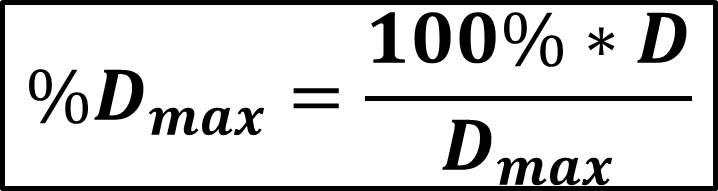 %D_max = 100% * D / D_max